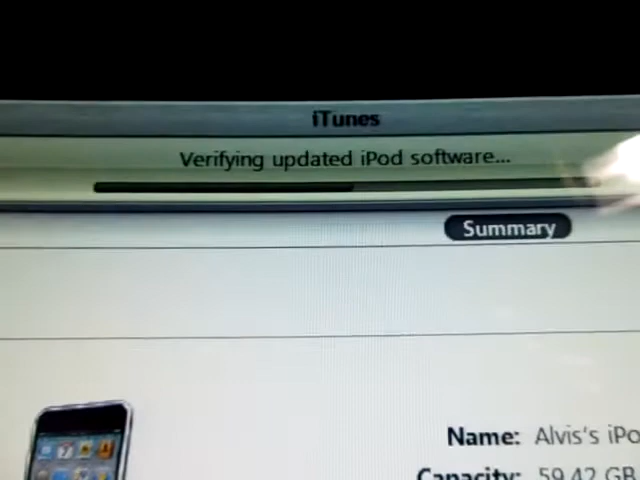 iTunes
Verifying updated iPod software...
Summary
Name: Alvis's iPo
Capacity: 59.42 GB